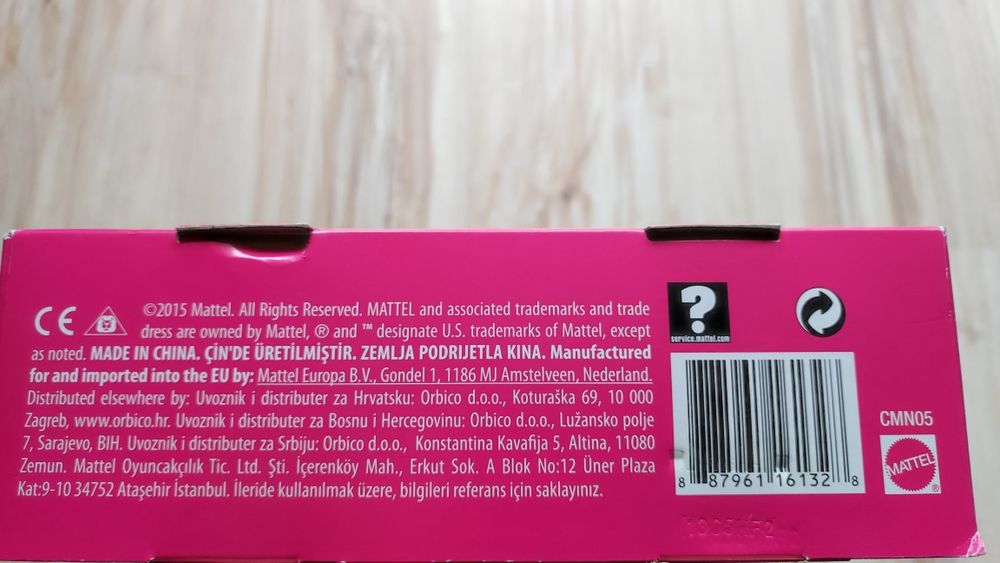 ©2015 Mattel. All Rights Reserved. MATTEL and associated trademarks and trade
dress are owned by Mattel, ® and ™ designate U.S. trademarks of Mattel, except
as noted. MADE IN CHINA. ÇİN'DE ÜRETİLMİŞTİR. ZEMLJA PODRIJETLA KINA. Manufactured
for and imported into the EU by: Mattel Europa B.V., Gondel 1, 1186 MJ Amstelveen, Nederland.
Distributed elsewhere by: Uvoznik i distributer za Hrvatsku: Orbico d.o.o., Koturaška 69, 10 000
Zagreb, www.orbico.hr. Uvoznik i distributer za Bosnu i Hercegovinu: Orbico d.o.o., Lužansko polje
7, Sarajevo, BIH. Uvoznik i distributer za Srbiju: Orbico d.o.o., Konstantina Kavafija 5, Altina, 11080
Zemun. Mattel Oyuncakçılık Tic. Ltd. Şti. İçerenköy Mah., Erkut Sok. A Blok No:12 Üner Plaza
Kat:9-10 34752 Ataşehir İstanbul. İleride kullanılmak üzere, bilgileri referans için saklayınız.
CE
?
service.mattel.com
8 87961 16132 8
CMN05
MATTEL®